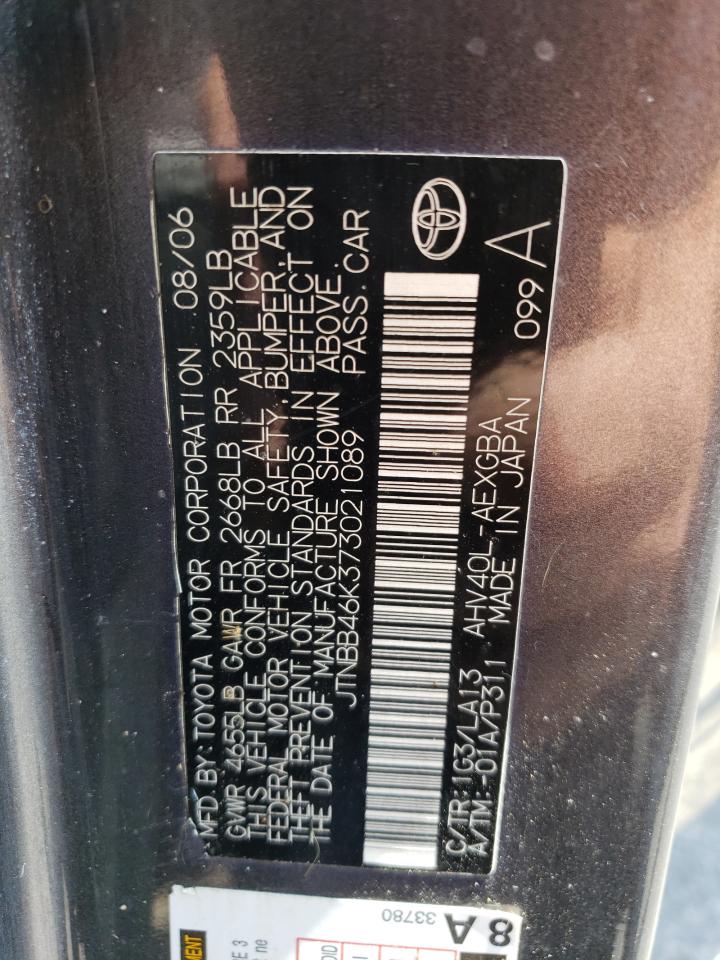 MFD BY: TOYOTA MOTOR CORPORATION 08/06
GVWR 4655LB GAWR FR 2668LB RR 2359LB
THIS VEHICLE CONFORMS TO ALL APPLICABLE
FEDERAL MOTOR VEHICLE SAFETY, BUMPER, AND
THEFT PREVENTION STANDARDS IN EFFECT ON
THE DATE OF MANUFACTURE SHOWN ABOVE.
JTNBB46K373021089 PASS. CAR
C/TR: 1G3/LA13 AHV40L-AEXGBA 099 A
A/TM: -01A/P311 MADE IN JAPAN
8 A
33780